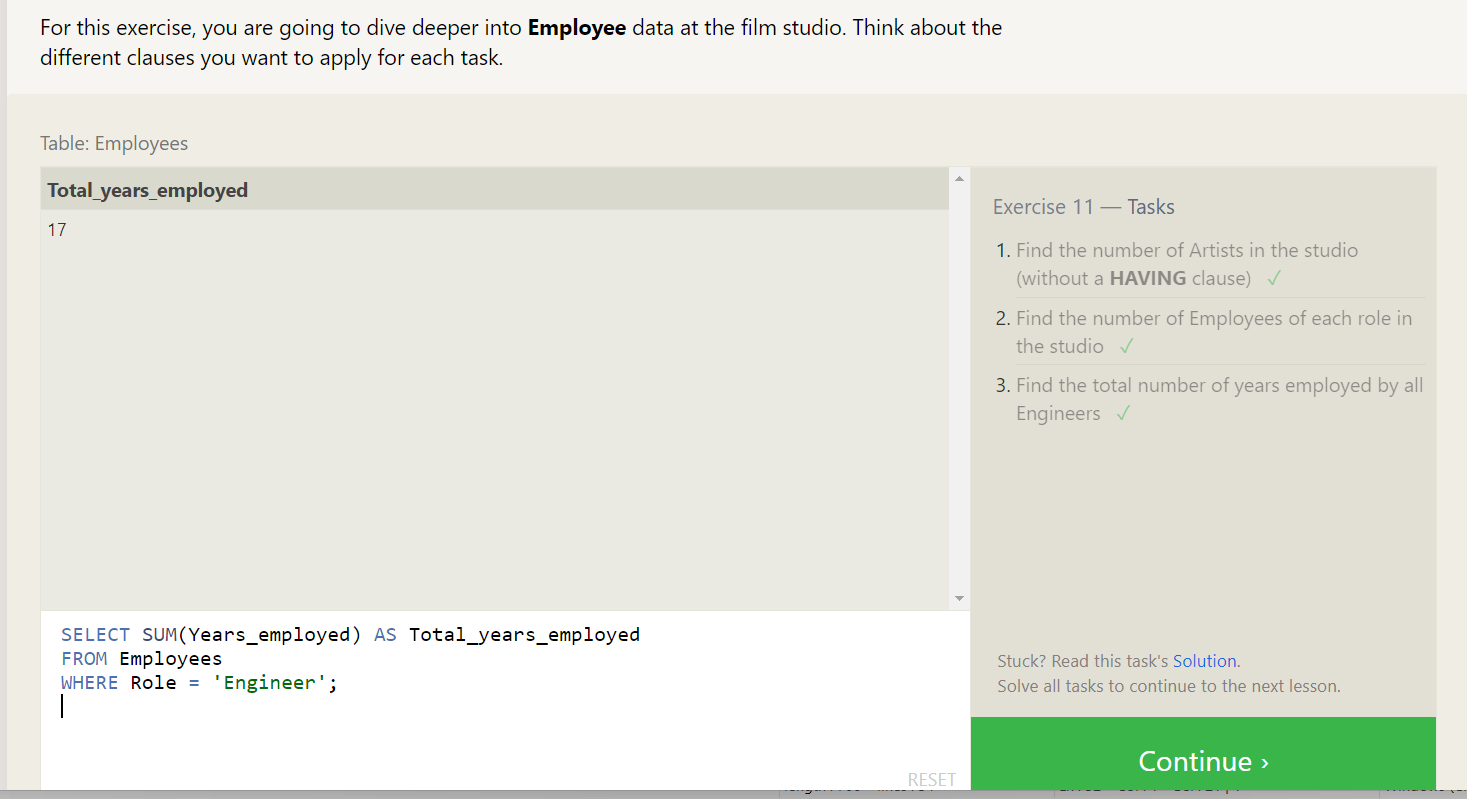 For this exercise, you are going to dive deeper into Employee data at the film studio. Think about the
different clauses you want to apply for each task.
Table: Employees
Total_years_employed
17
Exercise 11 — Tasks
1. Find the number of Artists in the studio
(without a HAVING clause) ✓
2. Find the number of Employees of each role in
the studio ✓
3. Find the total number of years employed by all
Engineers ✓
SELECT SUM(Years_employed) AS Total_years_employed
FROM Employees
WHERE Role = 'Engineer';
RESET
Stuck? Read this task's Solution.
Solve all tasks to continue to the next lesson.
Continue ›